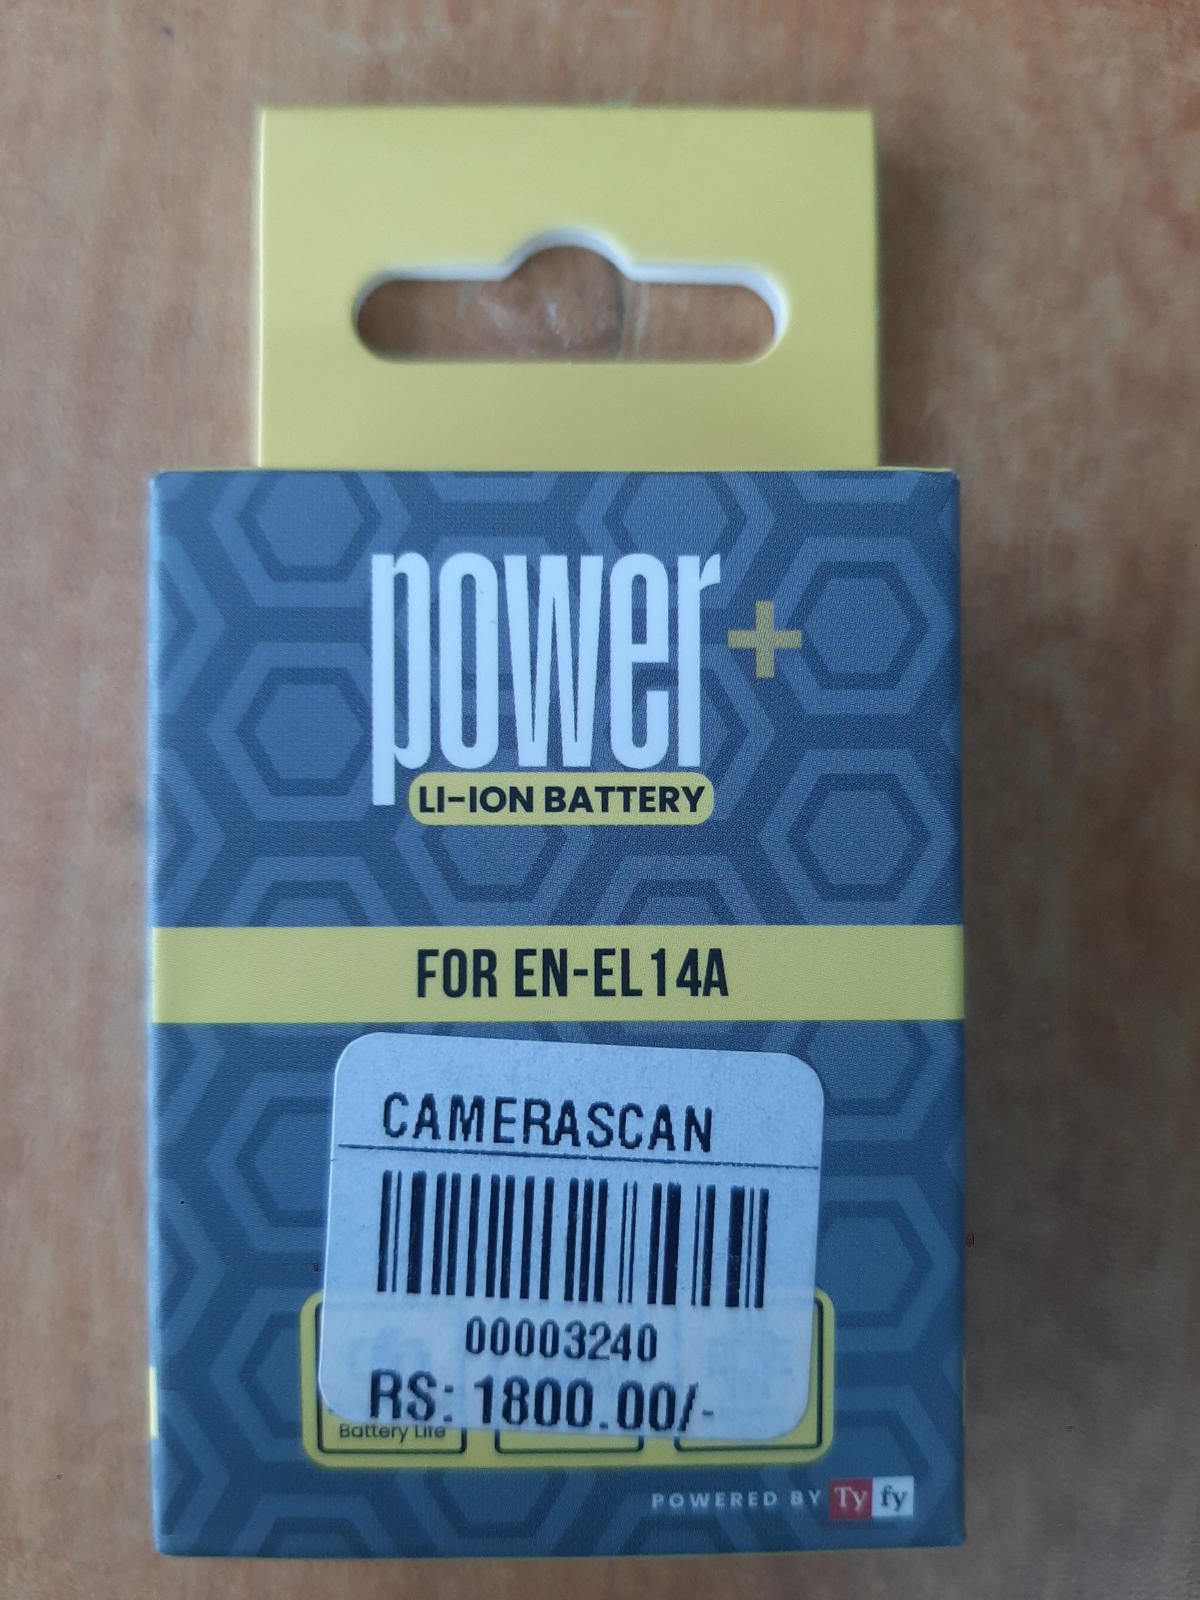 power+
LI-ION BATTERY
FOR EN-EL14A
CAMERASCAN
00003240
RS: 1800.00/-
Battery Life
POWERED BY Tyfy